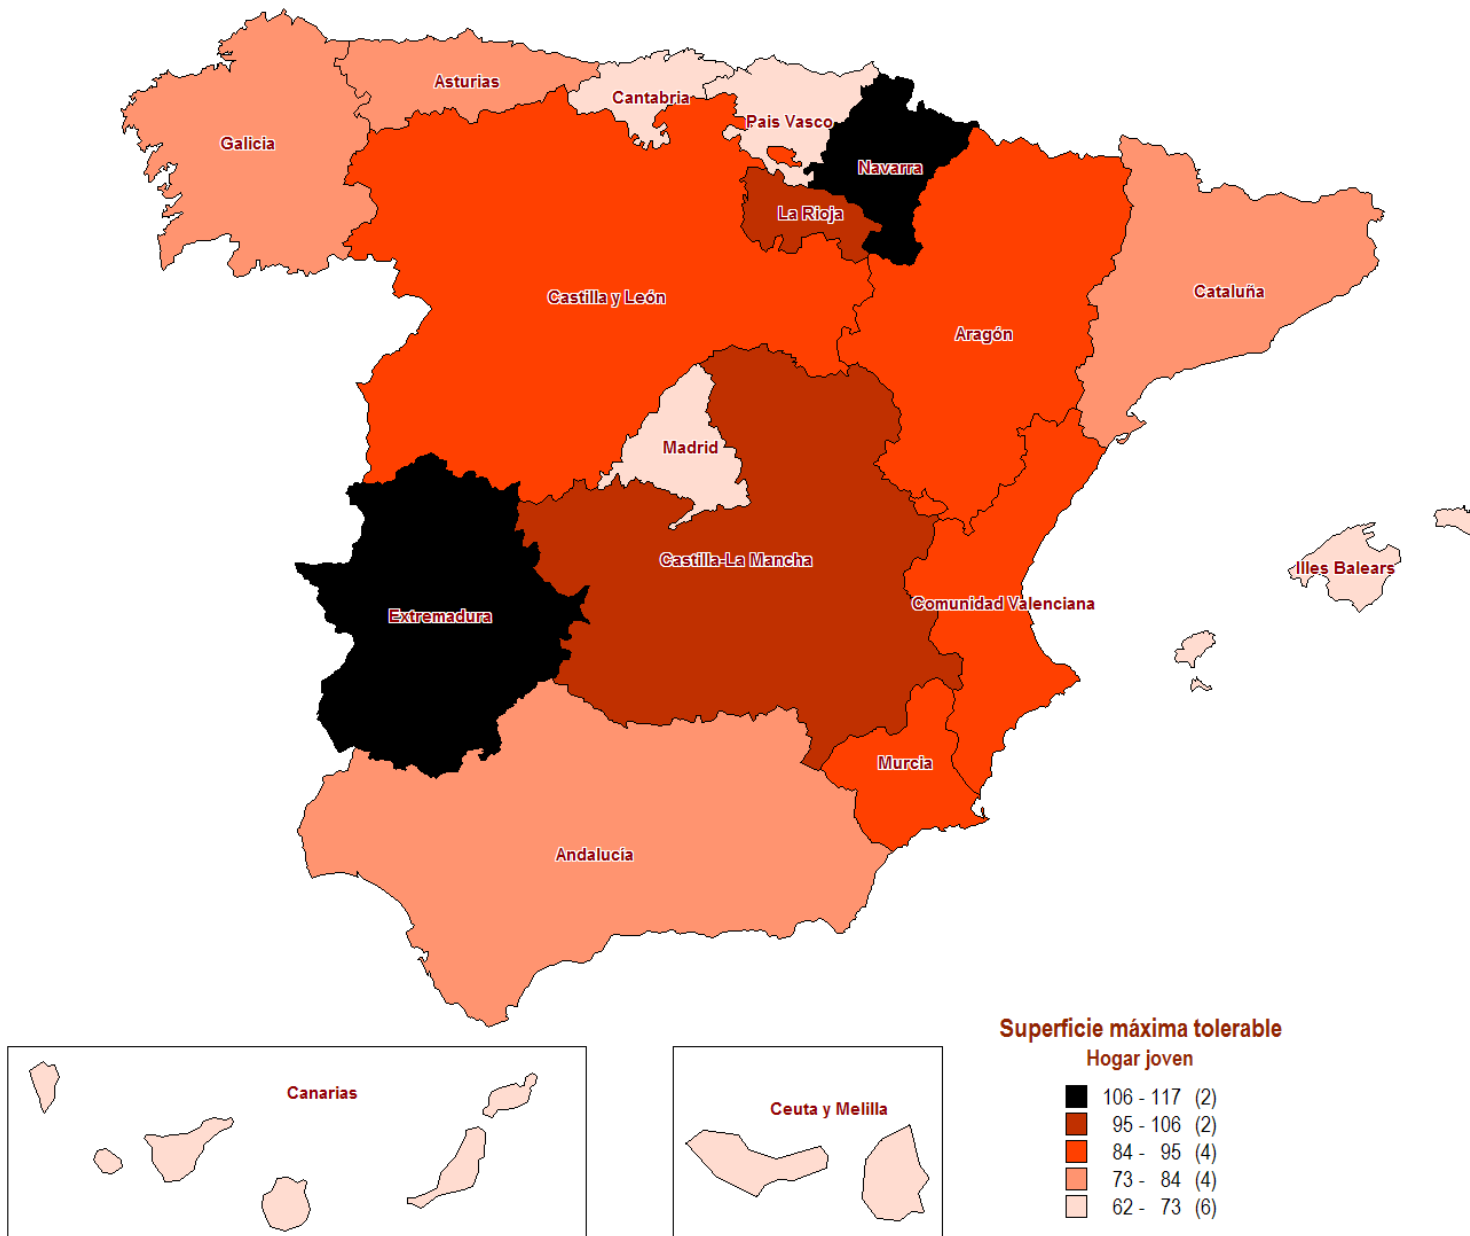 Asturias
Cantabria
Pais Vasco
Galicia
Navarra
La Rioja
Castilla y León
Cataluña
Aragón
Madrid
Castilla-La Mancha
Illes Balears
Comunidad Valenciana
Extremadura
Murcia
Andalucía
Superficie máxima tolerable
Hogar joven
106 - 117 (2)
95 - 106 (2)
84 - 95 (4)
73 - 84 (4)
62 - 73 (6)
Canarias
Ceuta y Melilla